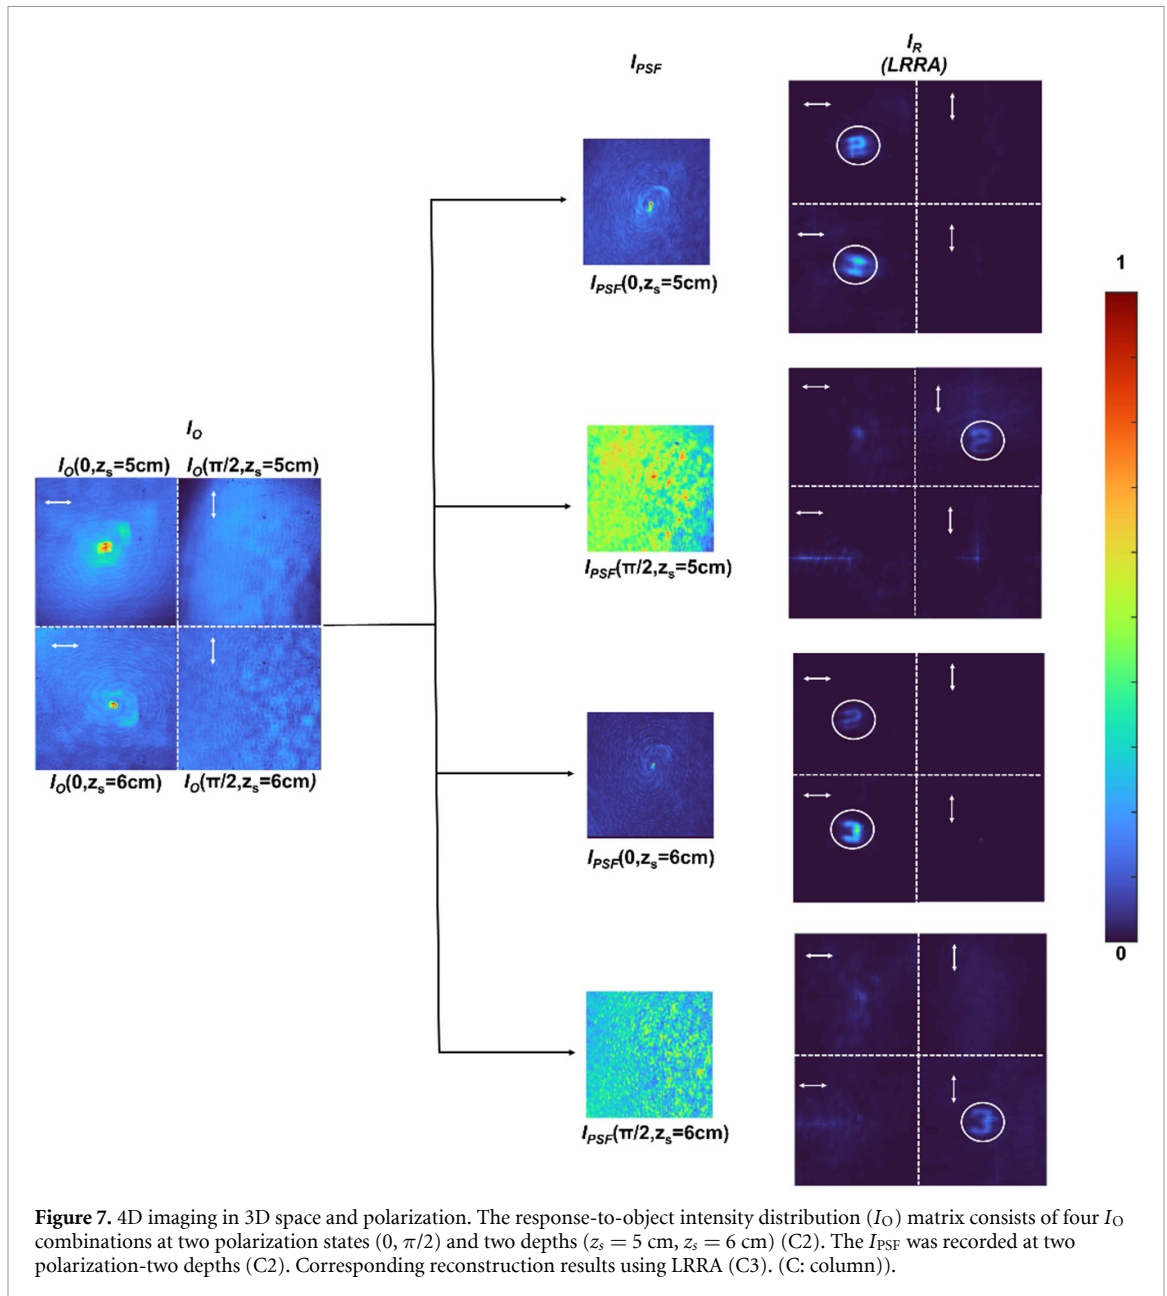 I_PSF
I_R
(LRRA)
I_PSF(0,z_s=5cm)
1
I_O
I_O(0,z_s=5cm) I_O(π/2,z_s=5cm)
I_PSF(π/2,z_s=5cm)
I_O(0,z_s=6cm) I_O(π/2,z_s=6cm)
I_PSF(0,z_s=6cm)
0
I_PSF(π/2,z_s=6cm)
Figure 7. 4D imaging in 3D space and polarization. The response-to-object intensity distribution (I_O) matrix consists of four I_O
combinations at two polarization states (0, π/2) and two depths (z_s = 5 cm, z_s = 6 cm) (C2). The I_PSF was recorded at two
polarization-two depths (C2). Corresponding reconstruction results using LRRA (C3). (C: column)).